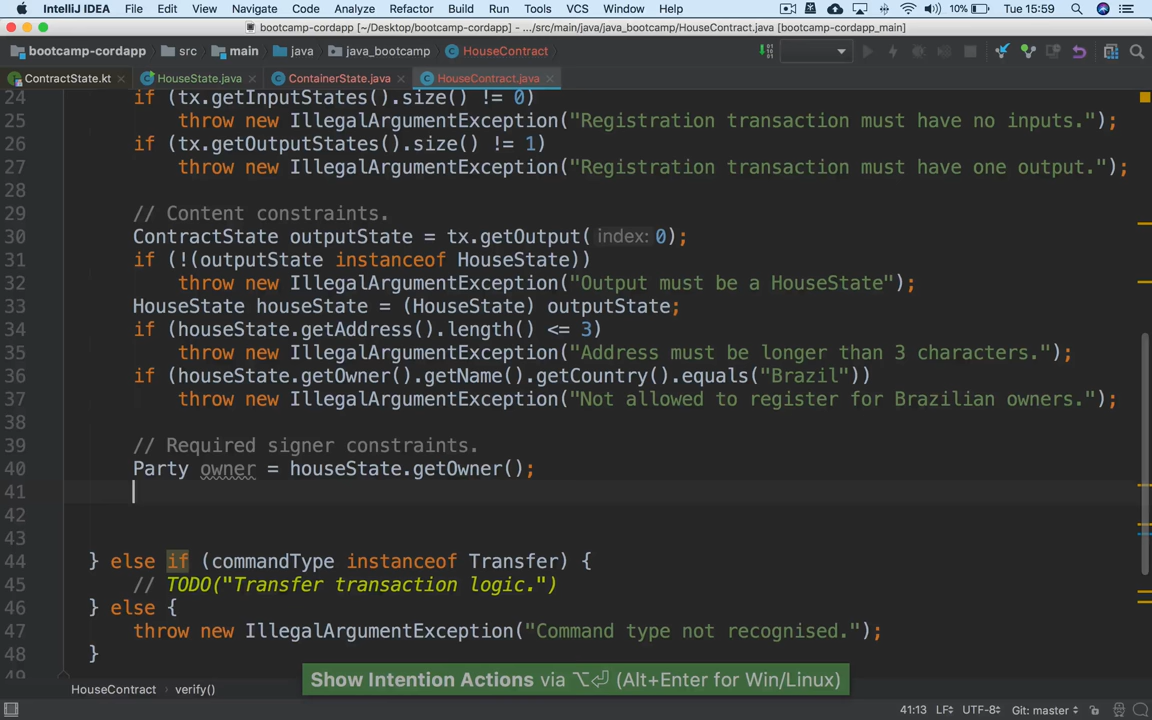 IntelliJ IDEA File Edit View Navigate Code Analyze Refactor Build Run Tools VCS Window Help 10% Tue 15:59
bootcamp-cordapp [~/Desktop/bootcamp-cordapp] - .../src/main/java/java_bootcamp/HouseContract.java [bootcamp-cordapp_main]
bootcamp-cordapp src main java java_bootcamp HouseContract
ContractState.kt HouseState.java ContainerState.java HouseContract.java
24 if (tx.getInputStates().size() != 0)
25 throw new IllegalArgumentException("Registration transaction must have no inputs.");
26 if (tx.getOutputStates().size() != 1)
27 throw new IllegalArgumentException("Registration transaction must have one output.");
28
29 // Content constraints.
30 ContractState outputState = tx.getOutput( index: 0);
31 if (!(outputState instanceof HouseState))
32 throw new IllegalArgumentException("Output must be a HouseState");
33 HouseState houseState = (HouseState) outputState;
34 if (houseState.getAddress().length() <= 3)
35 throw new IllegalArgumentException("Address must be longer than 3 characters.");
36 if (houseState.getOwner().getName().getCountry().equals("Brazil"))
37 throw new IllegalArgumentException("Not allowed to register for Brazilian owners.");
38
39 // Required signer constraints.
40 Party owner = houseState.getOwner();
41
42
43
44 } else if (commandType instanceof Transfer) {
45 // TODO("Transfer transaction logic.")
46 } else {
47 throw new IllegalArgumentException("Command type not recognised.");
48 }
49
Show Intention Actions via ⌥⏎ (Alt+Enter for Win/Linux)
HouseContract verify()
41:13 LF UTF-8 Git: master